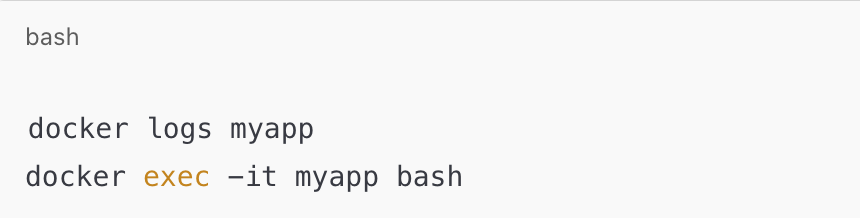 bash
docker logs myapp
docker exec -it myapp bash